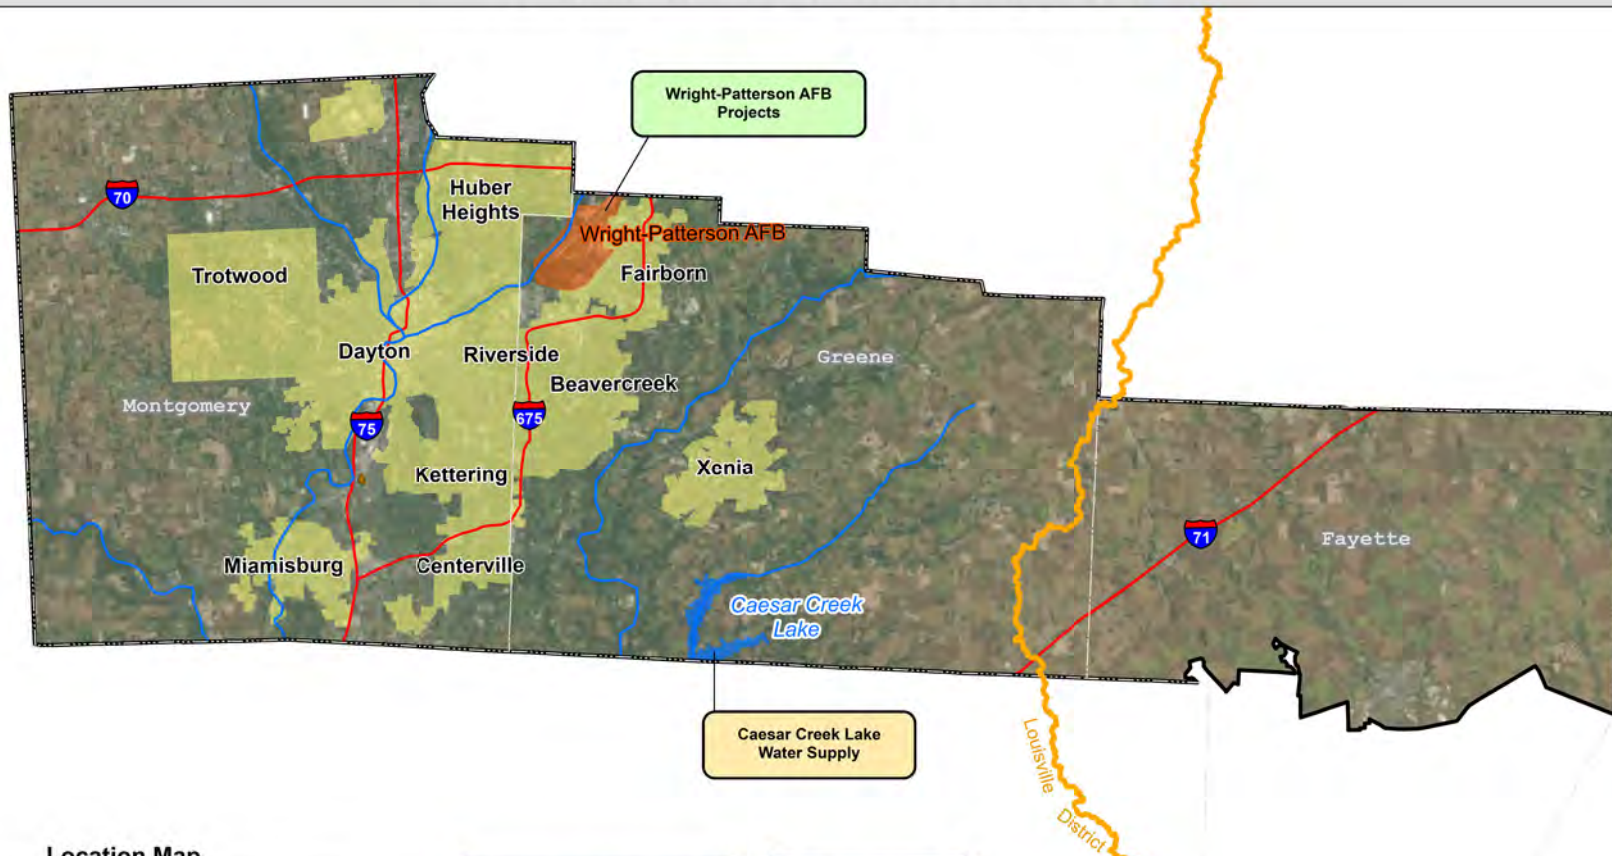 Wright-Patterson AFB
Projects
70
Huber
Heights
Wright-Patterson AFB
Trotwood
Fairborn
Dayton
Riverside
Greene
Beavercreek
Montgomery
75
675
Kettering
Xenia
71
Fayette
Miamisburg
Centerville
Caesar Creek
Lake
Caesar Creek Lake
Water Supply
Louisville
District
Location Map